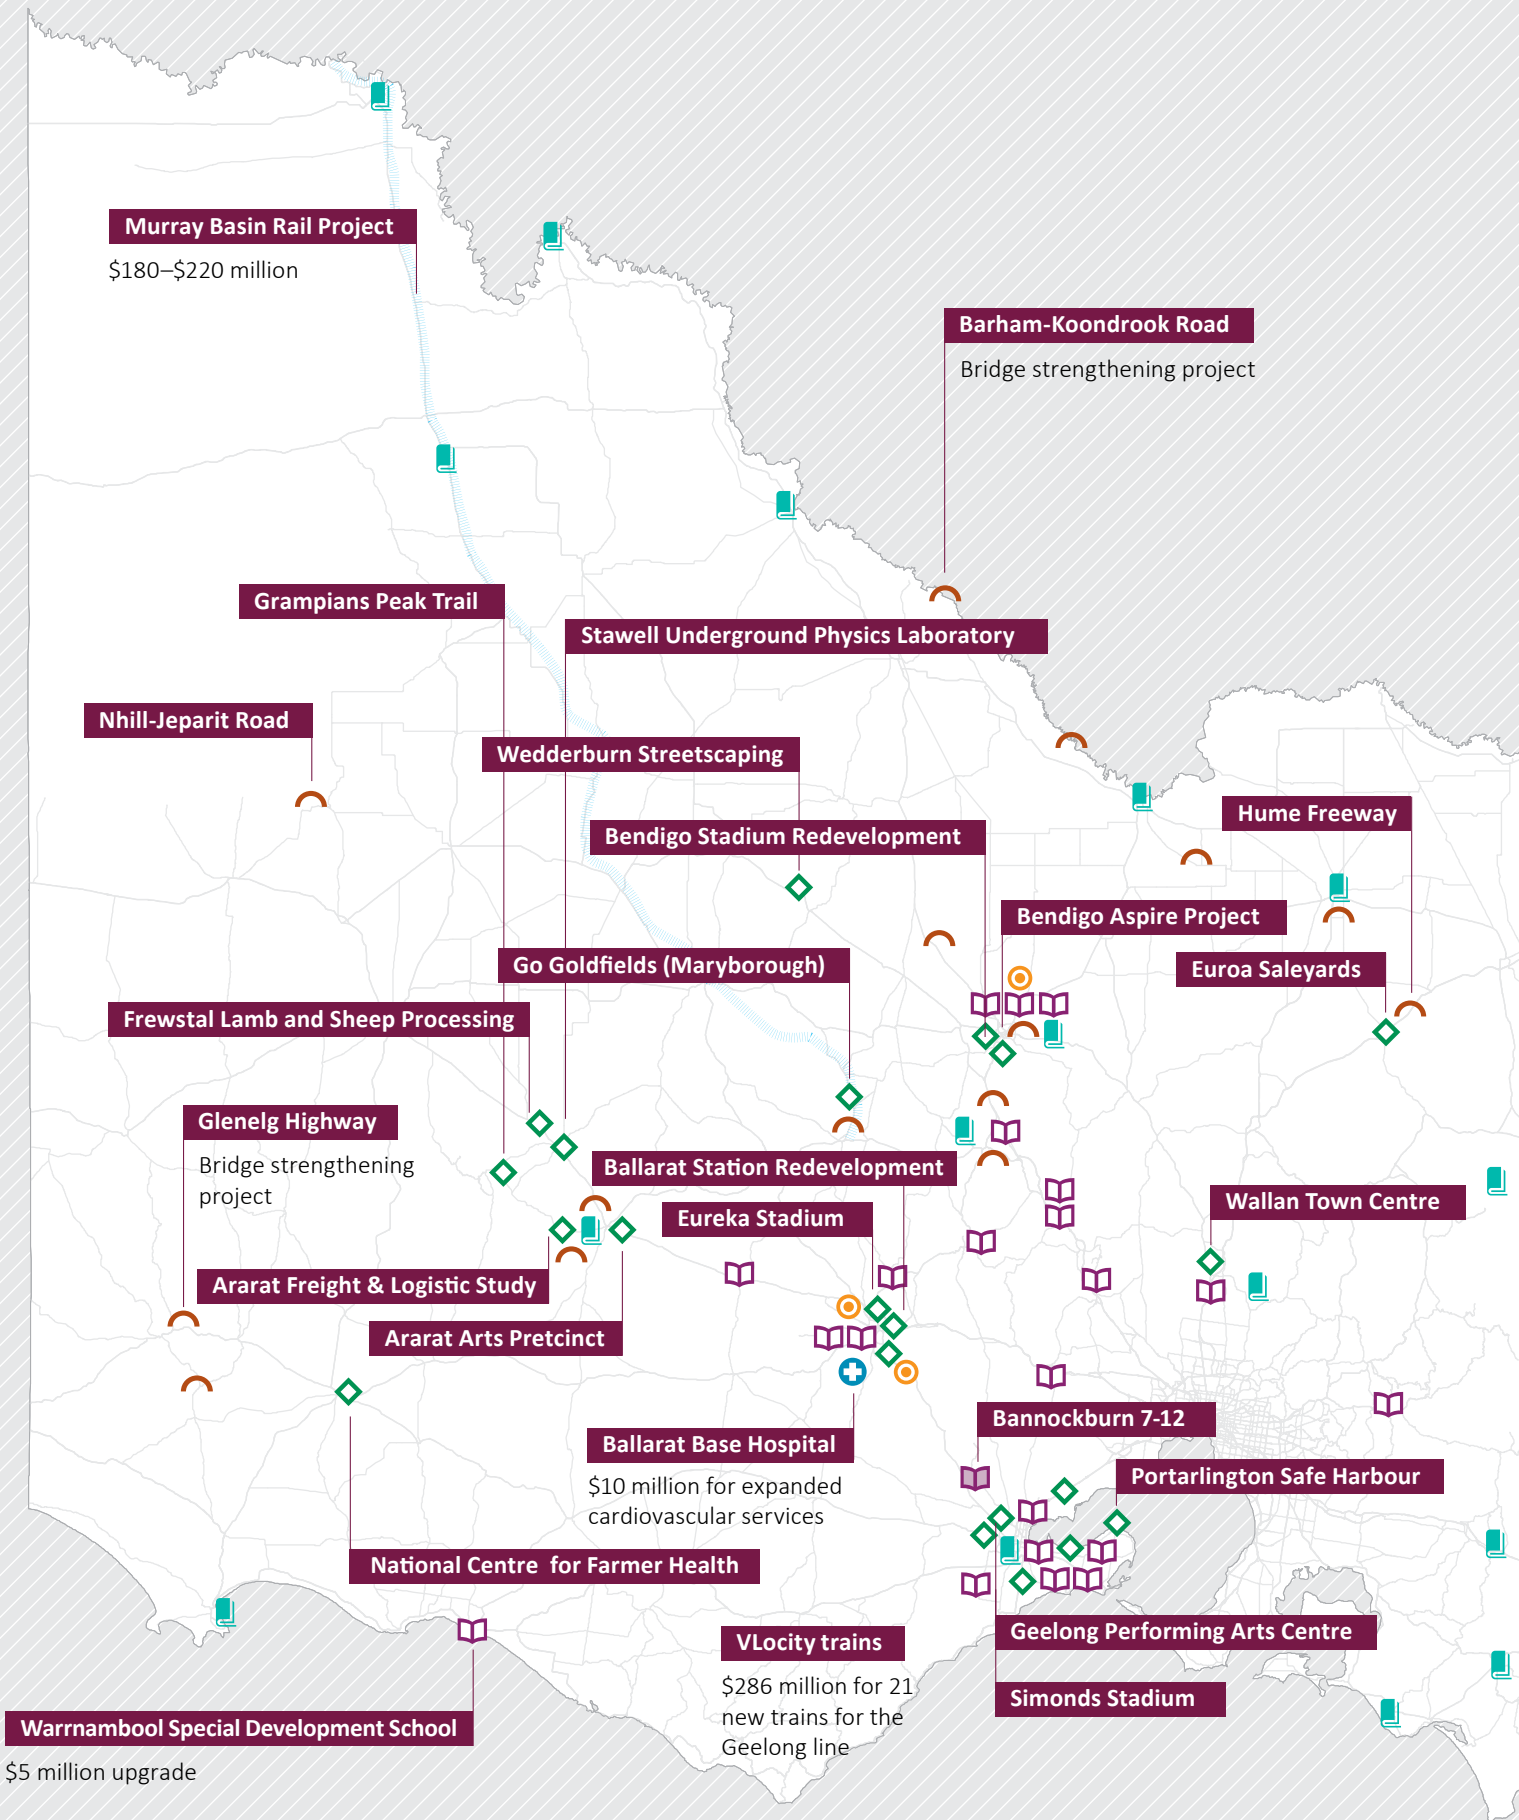 Murray Basin Rail Project
$180–$220 million
Barham-Koondrook Road
Bridge strengthening project
Grampians Peak Trail
Stawell Underground Physics Laboratory
Nhill-Jeparit Road
Wedderburn Streetscaping
Hume Freeway
Bendigo Stadium Redevelopment
Bendigo Aspire Project
Go Goldfields (Maryborough)
Euroa Saleyards
Frewstal Lamb and Sheep Processing
Glenelg Highway
Bridge strengthening
project
Ballarat Station Redevelopment
Wallan Town Centre
Eureka Stadium
Ararat Freight & Logistic Study
Ararat Arts Pretcinct
Bannockburn 7-12
Ballarat Base Hospital
$10 million for expanded
cardiovascular services
Portarlington Safe Harbour
National Centre for Farmer Health
Geelong Performing Arts Centre
VLocity trains
$286 million for 21
new trains for the
Geelong line
Simonds Stadium
Warrnambool Special Development School
$5 million upgrade